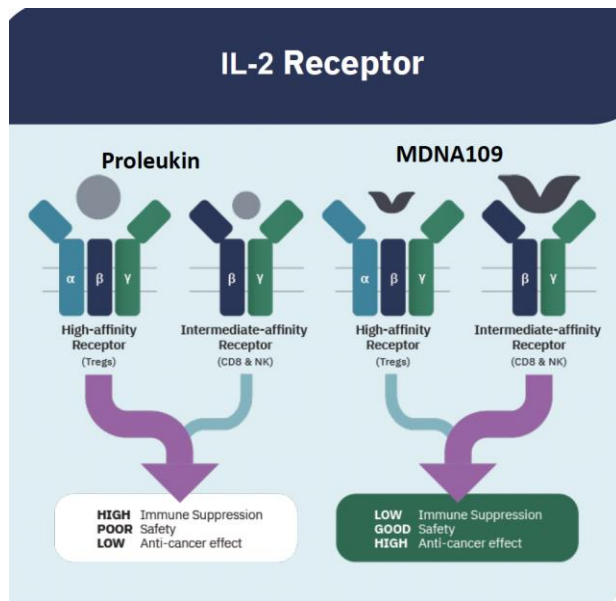 IL-2 Receptor
Proleukin
MDNA109
α β γ
β γ
α β γ
β γ
High-affinity
Receptor
(Tregs)
Intermediate-affinity
Receptor
(CD8 & NK)
High-affinity
Receptor
(Tregs)
Intermediate-affinity
Receptor
(CD8 & NK)
HIGH Immune Suppression
POOR Safety
LOW Anti-cancer effect
LOW Immune Suppression
GOOD Safety
HIGH Anti-cancer effect